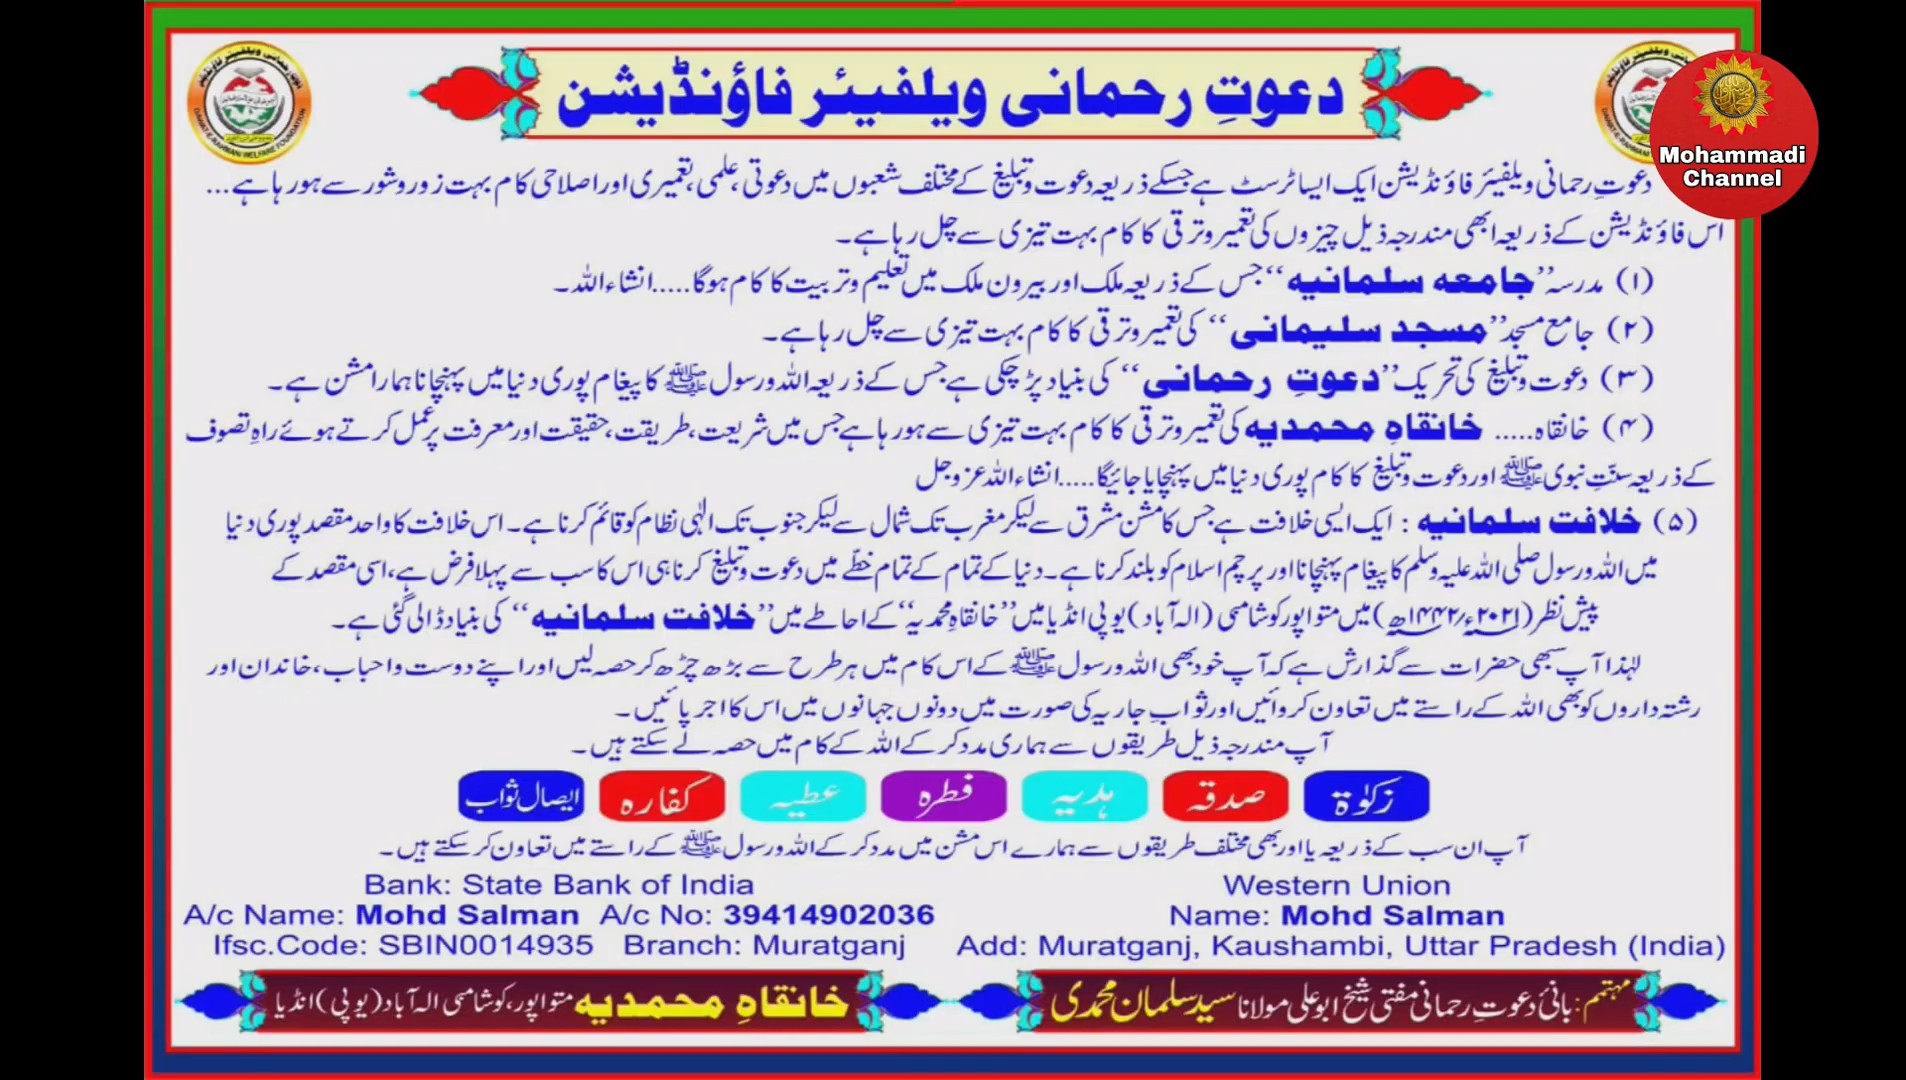 دعوتِ رحمانی ویلفیئر فاؤنڈیشن
Mohammadi
Channel
دعوتِ رحمانی ویلفیئر فاؤنڈیشن ایک ایسا ٹرسٹ ہے جسکے ذریعہ دعوت و تبلیغ کے مختلف شعبوں میں دعوتی، علمی، تعمیری اور اصلاحی کام بہت زور و شور سے ہو رہا ہے...
اس فاؤنڈیشن کے ذریعہ ابھی مندرجہ ذیل چیزوں کی تعمیر و ترقی کا کام بہت تیزی سے چل رہا ہے۔
(۱) مدرسہ ”جامعہ سلمانیہ“ جس کے ذریعہ ملک اور بیرون ملک میں تعلیم و تربیت کا کام ہوگا.....انشاء اللہ۔
(۲) جامع مسجد ”مسجد سلیمانی“ کی تعمیر و ترقی کا کام بہت تیزی سے چل رہا ہے۔
(۳) دعوت و تبلیغ کی تحریک ”دعوتِ رحمانی“ کی بنیاد پڑ چکی ہے جس کے ذریعہ اللہ و رسول ﷺ کا پیغام پوری دنیا میں پہنچانا ہمارا مشن ہے۔
(۴) خانقاہ..... خانقاہِ محمدیہ کی تعمیر و ترقی کا کام بہت تیزی سے ہو رہا ہے جس میں شریعت، طریقت، حقیقت اور معرفت پر عمل کرتے ہوئے راہِ تصوف
کے ذریعہ سنّتِ نبوی ﷺ اور دعوت و تبلیغ کا کام پوری دنیا میں پہنچایا جائیگا.....انشاء اللہ عزوجل
(۵) خلافت سلمانیہ : ایک ایسی خلافت ہے جس کا مشن مشرق سے لیکر مغرب تک شمال سے لیکر جنوب تک الٰہی نظام کو قائم کرنا ہے۔ اس خلافت کا واحد مقصد پوری دنیا
میں اللہ و رسول صلی اللہ علیہ وسلم کا پیغام پہنچانا اور پرچم اسلام کو بلند کرنا ہے۔ دنیا کے تمام کے تمام خطّے میں دعوت و تبلیغ کرنا ہی اس کا سب سے پہلا فرض ہے، اسی مقصد کے
پیش نظر (۲۰۲۱ء/۱۴۴۲ھ) میں متواپور کوشامبی (الہ آباد) یوپی انڈیا میں ”خانقاہِ محمدیہ“ کے احاطے میں ”خلافت سلمانیہ“ کی بنیاد ڈالی گئی ہے۔
لہٰذا آپ سبھی حضرات سے گذارش ہے کہ آپ خود بھی اللہ و رسول ﷺ کے اس کام میں ہر طرح سے بڑھ چڑھ کر حصہ لیں اور اپنے دوست و احباب، خاندان اور
رشتہ داروں کو بھی اللہ کے راستے میں تعاون کروائیں اور ثوابِ جاریہ کی صورت میں دونوں جہانوں میں اس کا اجر پائیں۔
آپ مندرجہ ذیل طریقوں سے ہماری مدد کر کے اللہ کے کام میں حصہ لے سکتے ہیں۔
زکوٰۃ صدقہ ہدیہ فطرہ عطیہ کفارہ ایصال ثواب
آپ ان سب کے ذریعہ یا اور بھی مختلف طریقوں سے ہمارے اس مشن میں مدد کر کے اللہ و رسول ﷺ کے راستے میں تعاون کر سکتے ہیں۔
Bank: State Bank of India
A/c Name: Mohd Salman A/c No: 39414902036
Ifsc.Code: SBIN0014935 Branch: Muratganj
Western Union
Name: Mohd Salman
Add: Muratganj, Kaushambi, Uttar Pradesh (India)
مہتمم: بانیٔ دعوتِ رحمانی مفتی شیخ ابو علی مولانا سید سلمان محمدی
خانقاہِ محمدیہ متواپور، کوشامبی الہ آباد (یوپی) انڈیا